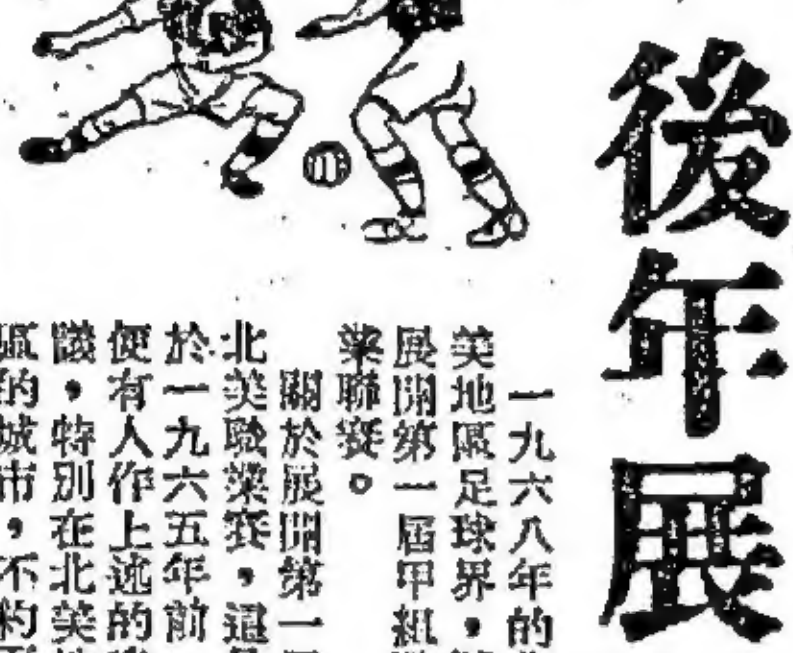 後年展
一九六八年的
美地區足球界，
展開第一屆甲組
業聯賽。
關於展開第一
北美職業賽，還
於一九六五年前
便有人作上述的
議，特別在北美
區的城市，不約